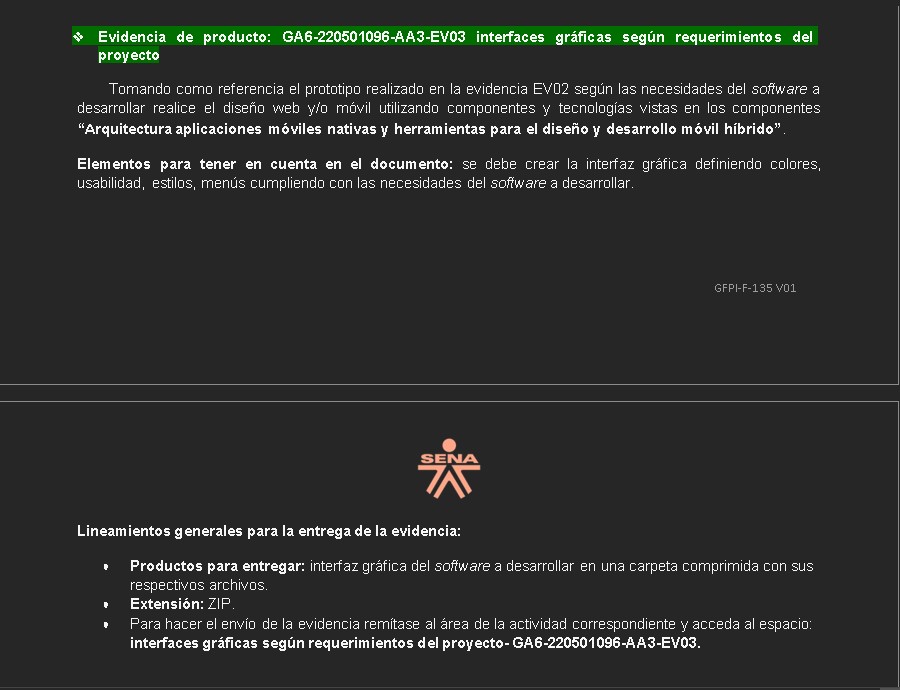 ❖ Evidencia de producto: GA6-220501096-AA3-EV03 interfaces gráficas según requerimientos del
proyecto
Tomando como referencia el prototipo realizado en la evidencia EV02 según las necesidades del software a
desarrollar realice el diseño web y/o móvil utilizando componentes y tecnologías vistas en los componentes
“Arquitectura aplicaciones móviles nativas y herramientas para el diseño y desarrollo móvil híbrido”.
Elementos para tener en cuenta en el documento: se debe crear la interfaz gráfica definiendo colores,
usabilidad, estilos, menús cumpliendo con las necesidades del software a desarrollar.
GFPI-F-135 V01
SENA
Lineamientos generales para la entrega de la evidencia:
• Productos para entregar: interfaz gráfica del software a desarrollar en una carpeta comprimida con sus
respectivos archivos.
• Extensión: ZIP.
• Para hacer el envío de la evidencia remítase al área de la actividad correspondiente y acceda al espacio:
interfaces gráficas según requerimientos del proyecto- GA6-220501096-AA3-EV03.